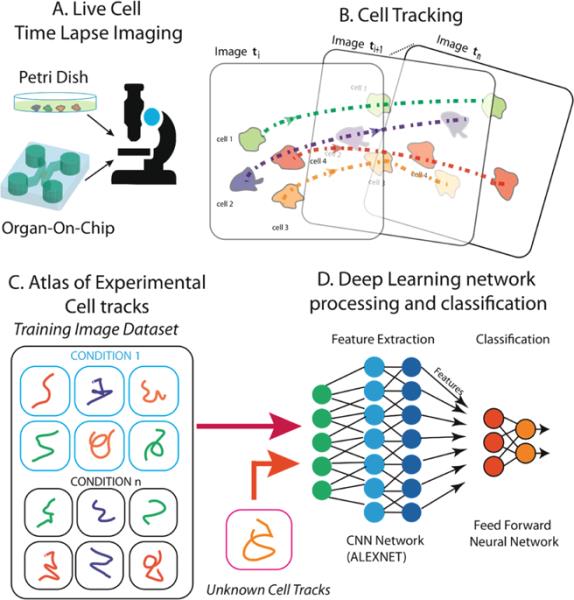 A. Live Cell
Time Lapse Imaging
Petri Dish
Organ-On-Chip
B. Cell Tracking
Image ti
Image ti+1
Image tn
cell 1
cell 1
cell 2
cell 4
cell 2
cell 3
cell 4
cell 3
C. Atlas of Experimental
Cell tracks
Training Image Dataset
CONDITION 1
CONDITION n
Unknown Cell Tracks
D. Deep Learning network
processing and classification
Feature Extraction
Classification
Features
CNN Network
(ALEXNET)
Feed Forward
Neural Network